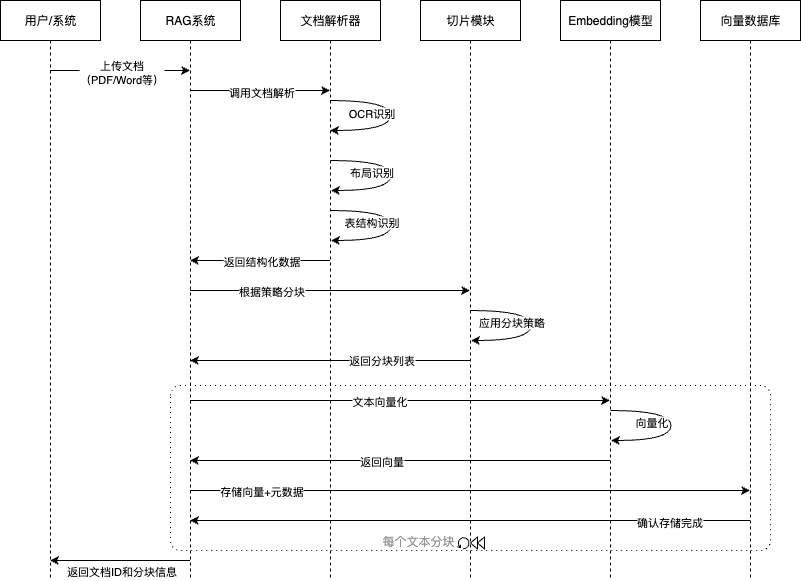 用户/系统
RAG系统
文档解析器
切片模块
Embedding模型
向量数据库
上传文档
（PDF/Word等）
调用文档解析
OCR识别
布局识别
表结构识别
返回结构化数据
根据策略分块
应用分块策略
返回分块列表
文本向量化
向量化
返回向量
存储向量+元数据
确认存储完成
每个文本分块
返回文档ID和分块信息